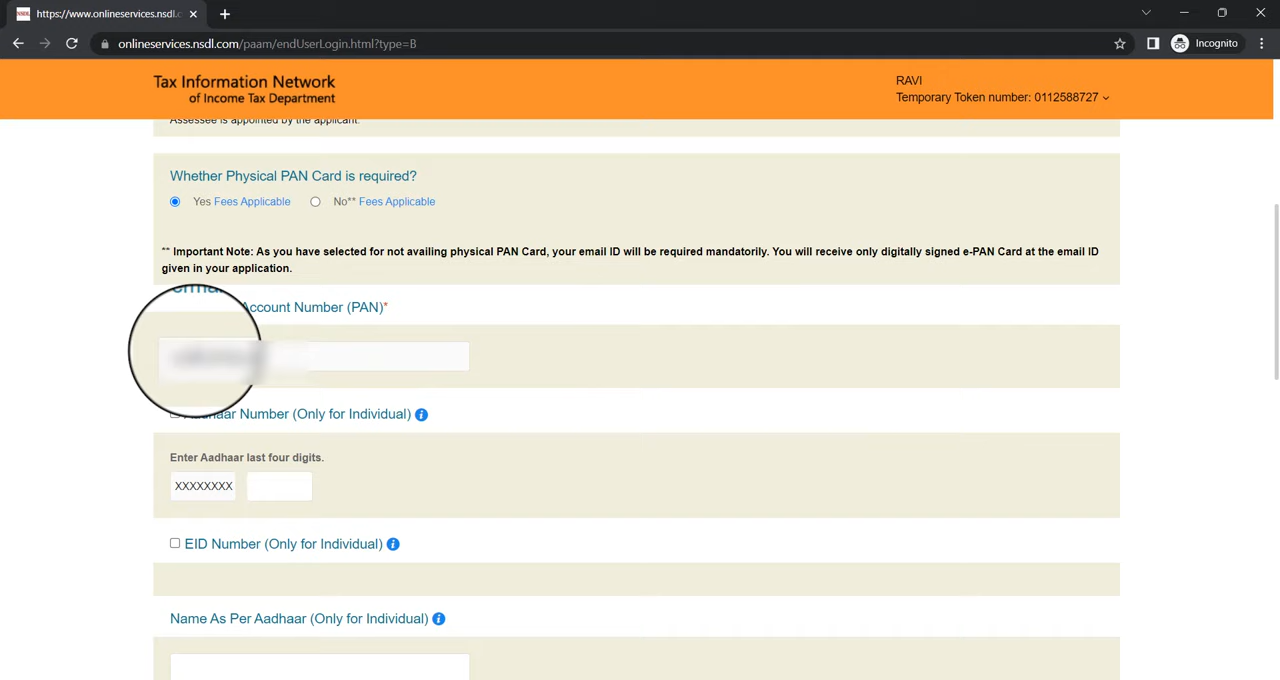 https://www.onlineservices.nsdl.c
onlineservices.nsdl.com/paam/endUserLogin.html?type=B
Incognito
Tax Information Network
of Income Tax Department
RAVI
Temporary Token number: 0112588727
Assessee is appointed by the applicant.
Whether Physical PAN Card is required?
Yes Fees Applicable No** Fees Applicable
** Important Note: As you have selected for not availing physical PAN Card, your email ID will be required mandatorily. You will receive only digitally signed e-PAN Card at the email ID
given in your application.
Account Number (PAN)*
Aadhaar Number (Only for Individual)
Enter Aadhaar last four digits.
XXXXXXXX
EID Number (Only for Individual)
Name As Per Aadhaar (Only for Individual)